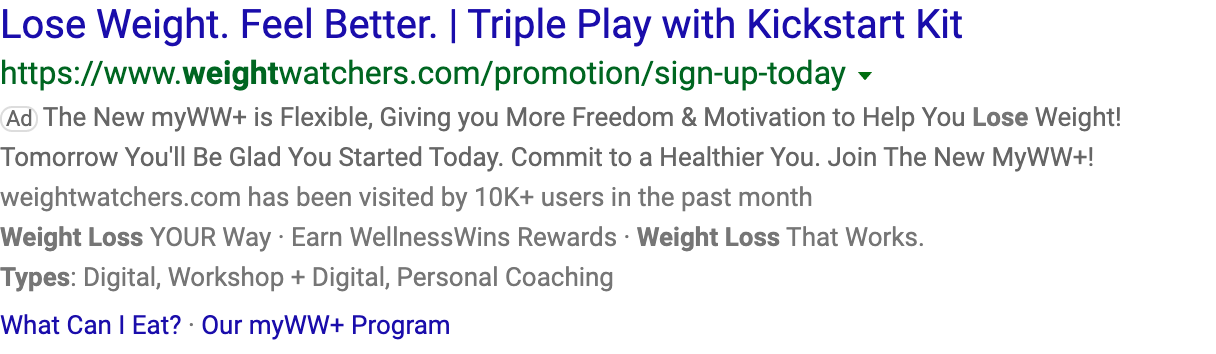 Lose Weight. Feel Better. | Triple Play with Kickstart Kit
https://www.weightwatchers.com/promotion/sign-up-today
Ad The New myWW+ is Flexible, Giving you More Freedom & Motivation to Help You Lose Weight!
Tomorrow You'll Be Glad You Started Today. Commit to a Healthier You. Join The New MyWW+!
weightwatchers.com has been visited by 10K+ users in the past month
Weight Loss YOUR Way · Earn WellnessWins Rewards · Weight Loss That Works.
Types: Digital, Workshop + Digital, Personal Coaching
What Can I Eat? · Our myWW+ Program